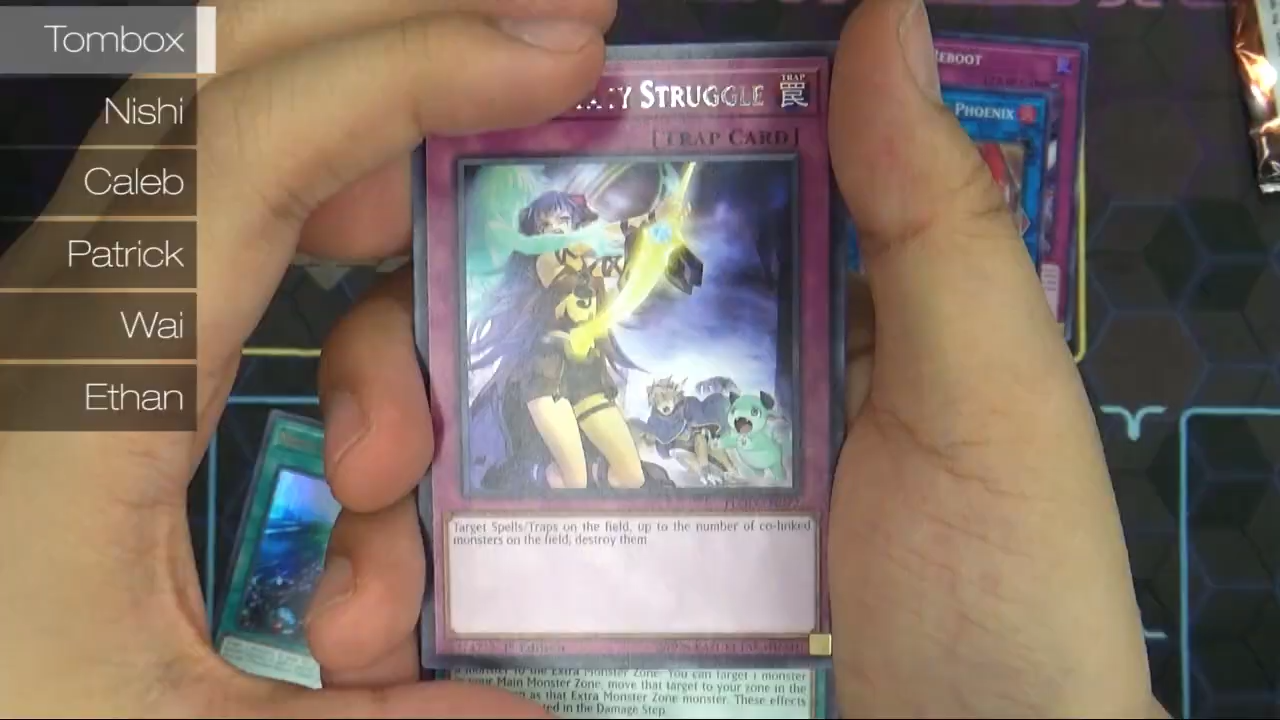 Tombox
Nishi
Caleb
Patrick
Wai
Ethan
STRUGGLE
TRAP
罠
[TRAP CARD]
Target Spells/Traps on the field, up to the number of co-linked
monsters on the field; destroy them
1st Edition
REBOOT
PHOENIX
a monster to the Extra Monster Zone: You can target 1 monster
your Main Monster Zone, move that target to your zone in the
as that Extra Monster Zone monster. These effects
in the Damage Step.